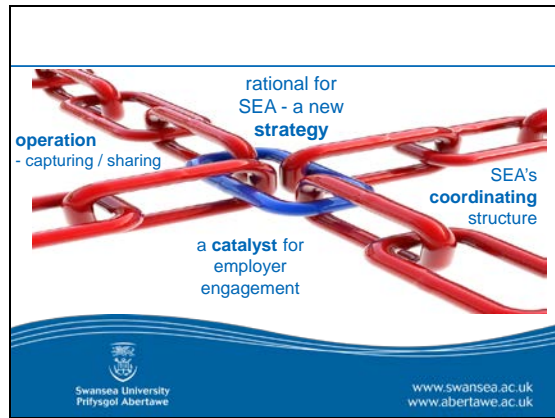 rational for
SEA - a new
strategy
operation
- capturing / sharing
SEA's
coordinating
structure
a catalyst for
employer
engagement
Swansea University
Prifysgol Abertawe
www.swansea.ac.uk
www.abertawe.ac.uk